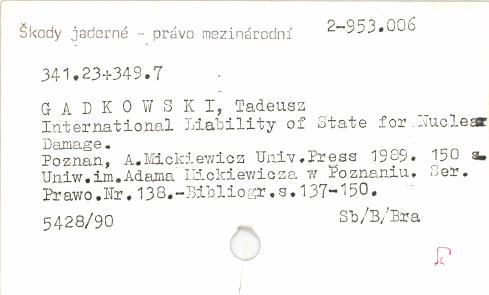 Škody jaderné - právo mezinárodní 2-953.006
341.23+349.7
G A D K O W S K I, Tadeusz
International Liability of State for Nuclear
Damage.
Poznan, A.Mickiewicz Univ.Press 1989. 150 s.
Uniw.im.Adama Mickiewicza w Poznaniu. Ser.
Prawo.Nr.138.-Bibliogr.s.137-150.
5428/90 Sb/B/Bra